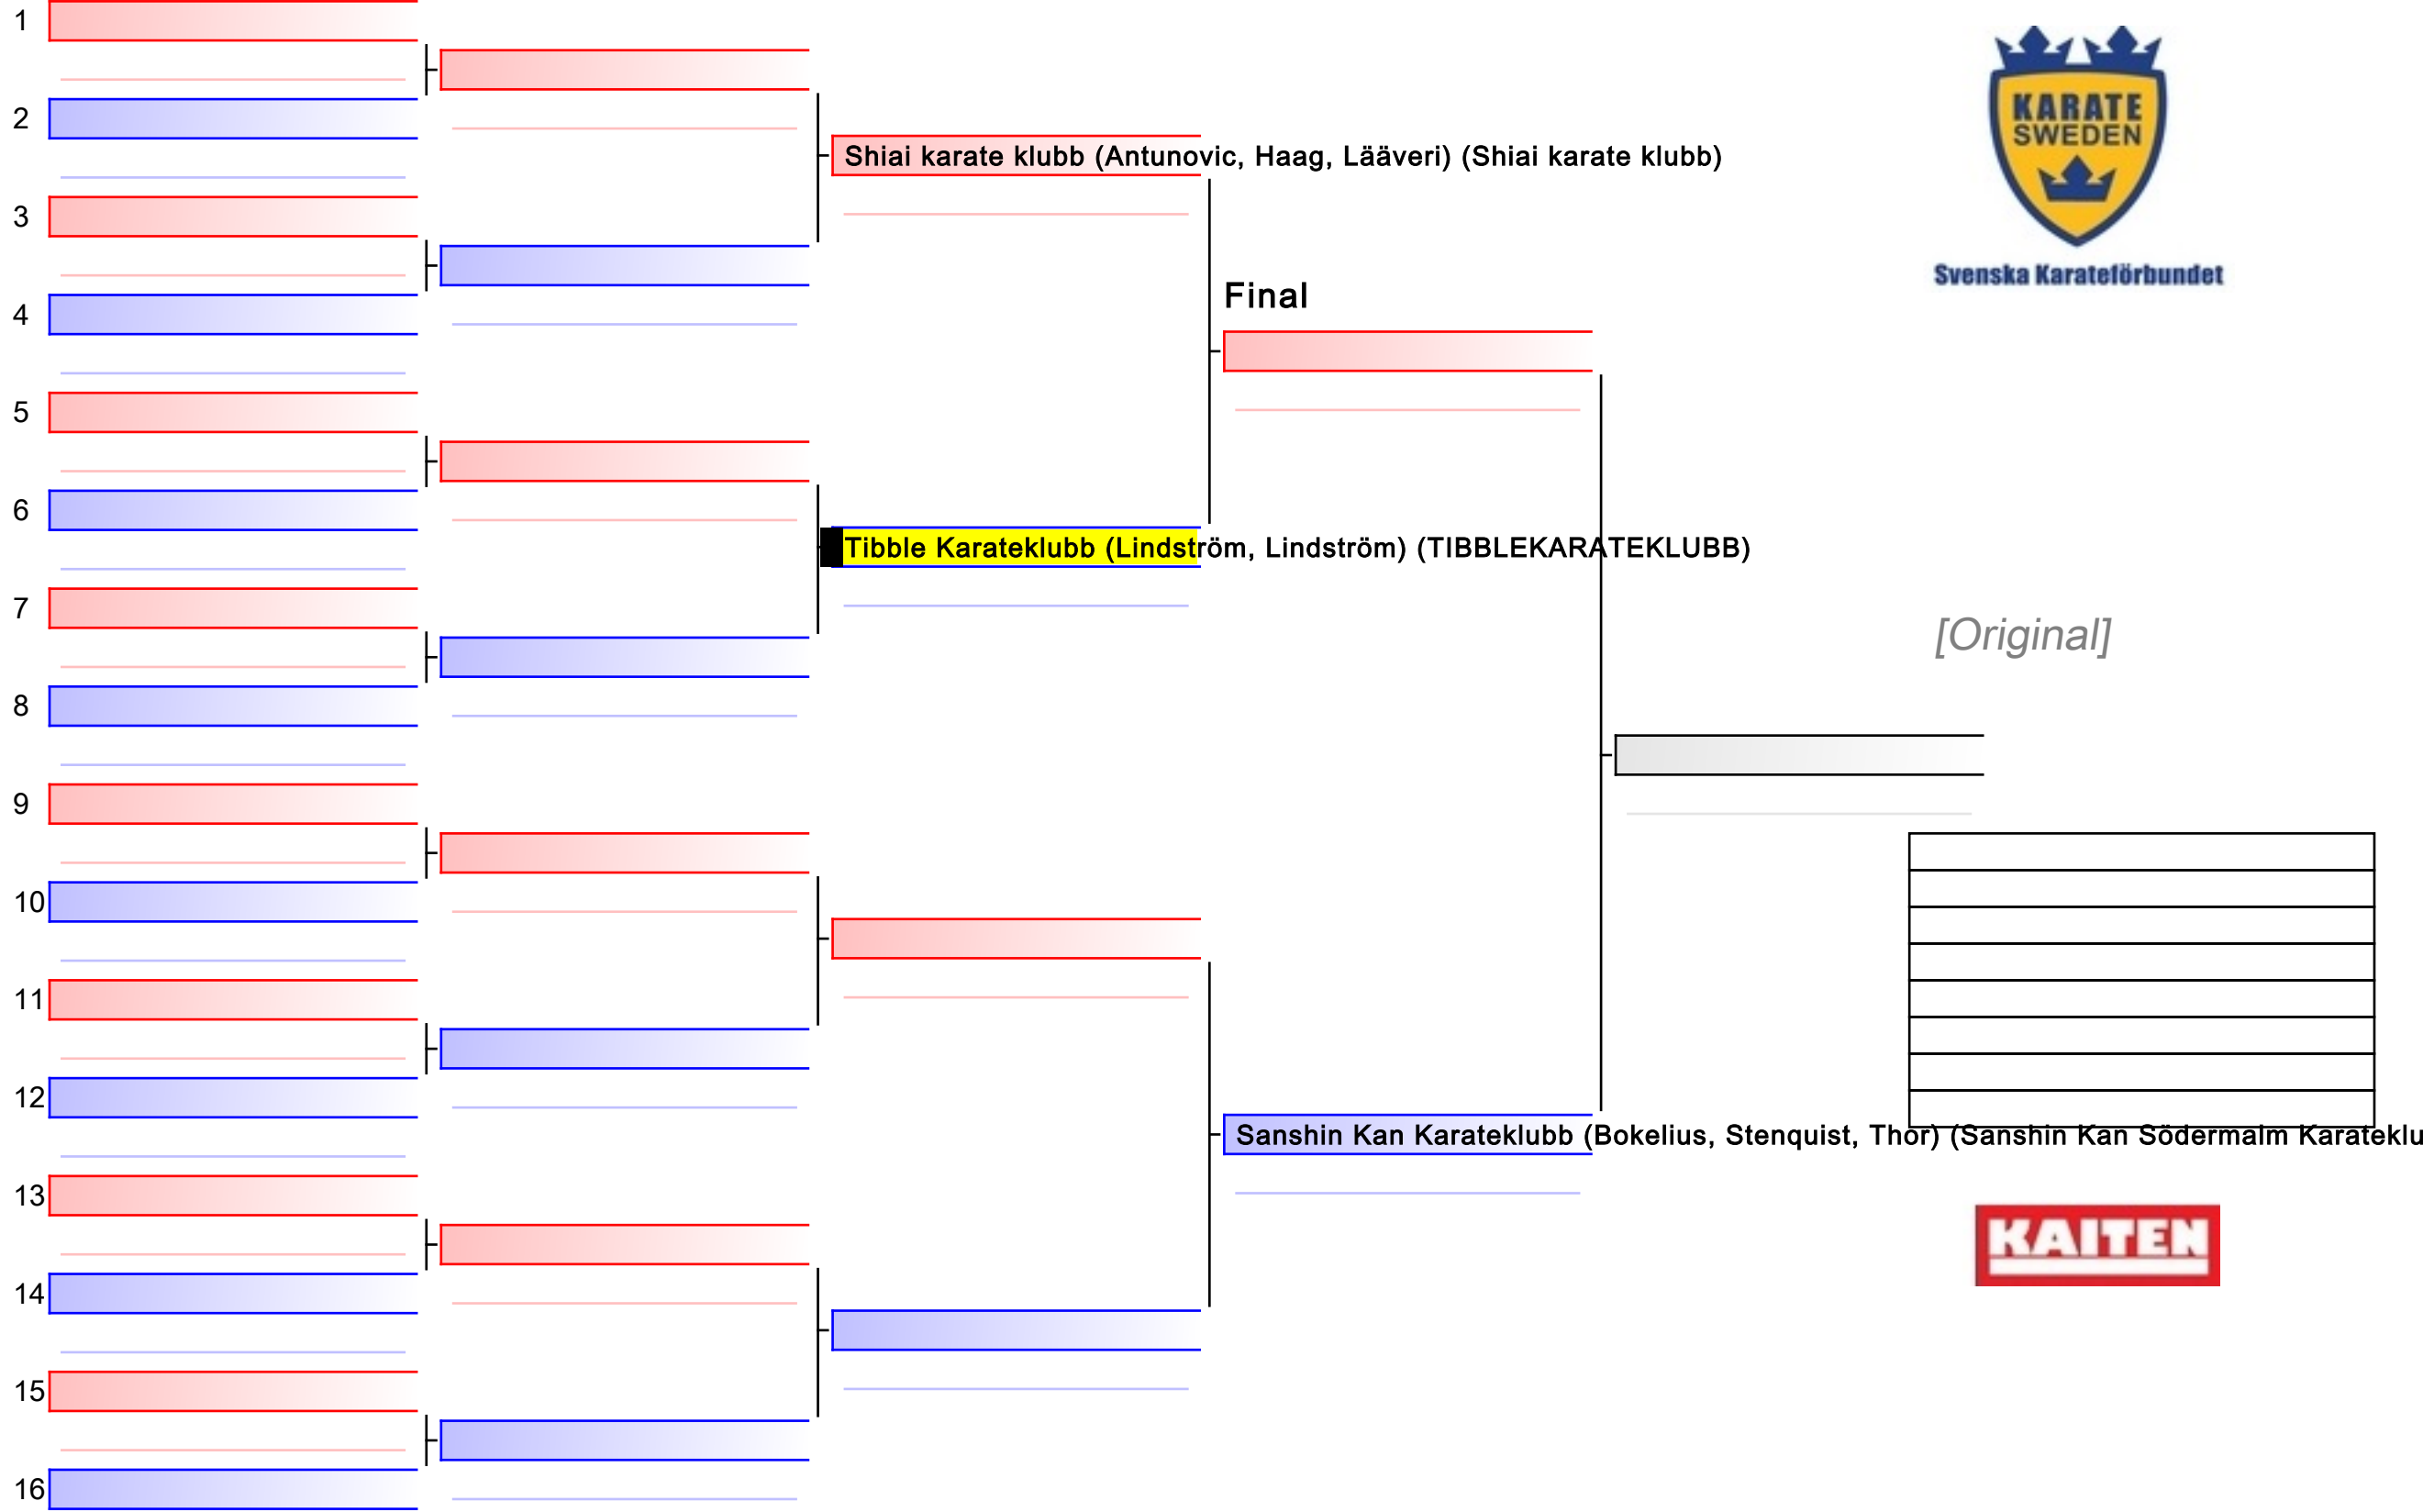 1
2
Shiai karate klubb (Antunovic, Haag, Lääveri) (Shiai karate klubb)
KARATE
SWEDEN
Svenska Karateförbundet
3
4
Final
5
6
Tibble Karateklubb (Lindström, Lindström) (TIBBLEKARATEKLUBB)
7
[Original]
8
9
10
11
12
Sanshin Kan Karateklubb (Bokelius, Stenquist, Thor) (Sanshin Kan Södermalm Karateklu
13
KAITEN
14
15
16